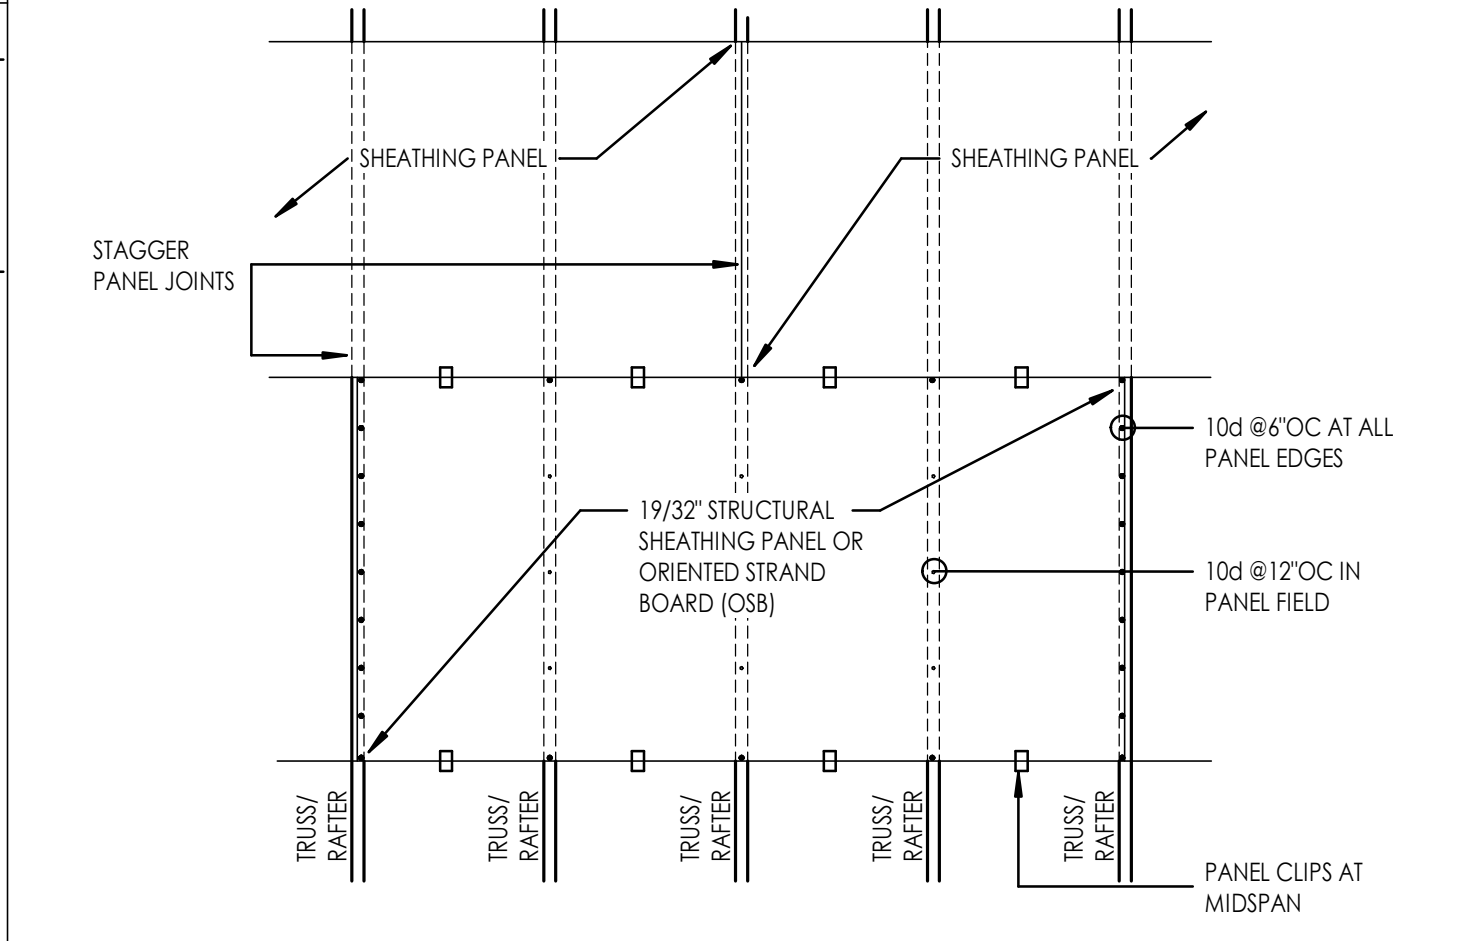 SHEATHING PANEL
SHEATHING PANEL
STAGGER
PANEL JOINTS
10d @6"OC AT ALL
PANEL EDGES
19/32" STRUCTURAL
SHEATHING PANEL OR
ORIENTED STRAND
BOARD (OSB)
10d @12"OC IN
PANEL FIELD
TRUSS/
RAFTER
TRUSS/
RAFTER
TRUSS/
RAFTER
TRUSS/
RAFTER
TRUSS/
RAFTER
PANEL CLIPS AT
MIDSPAN